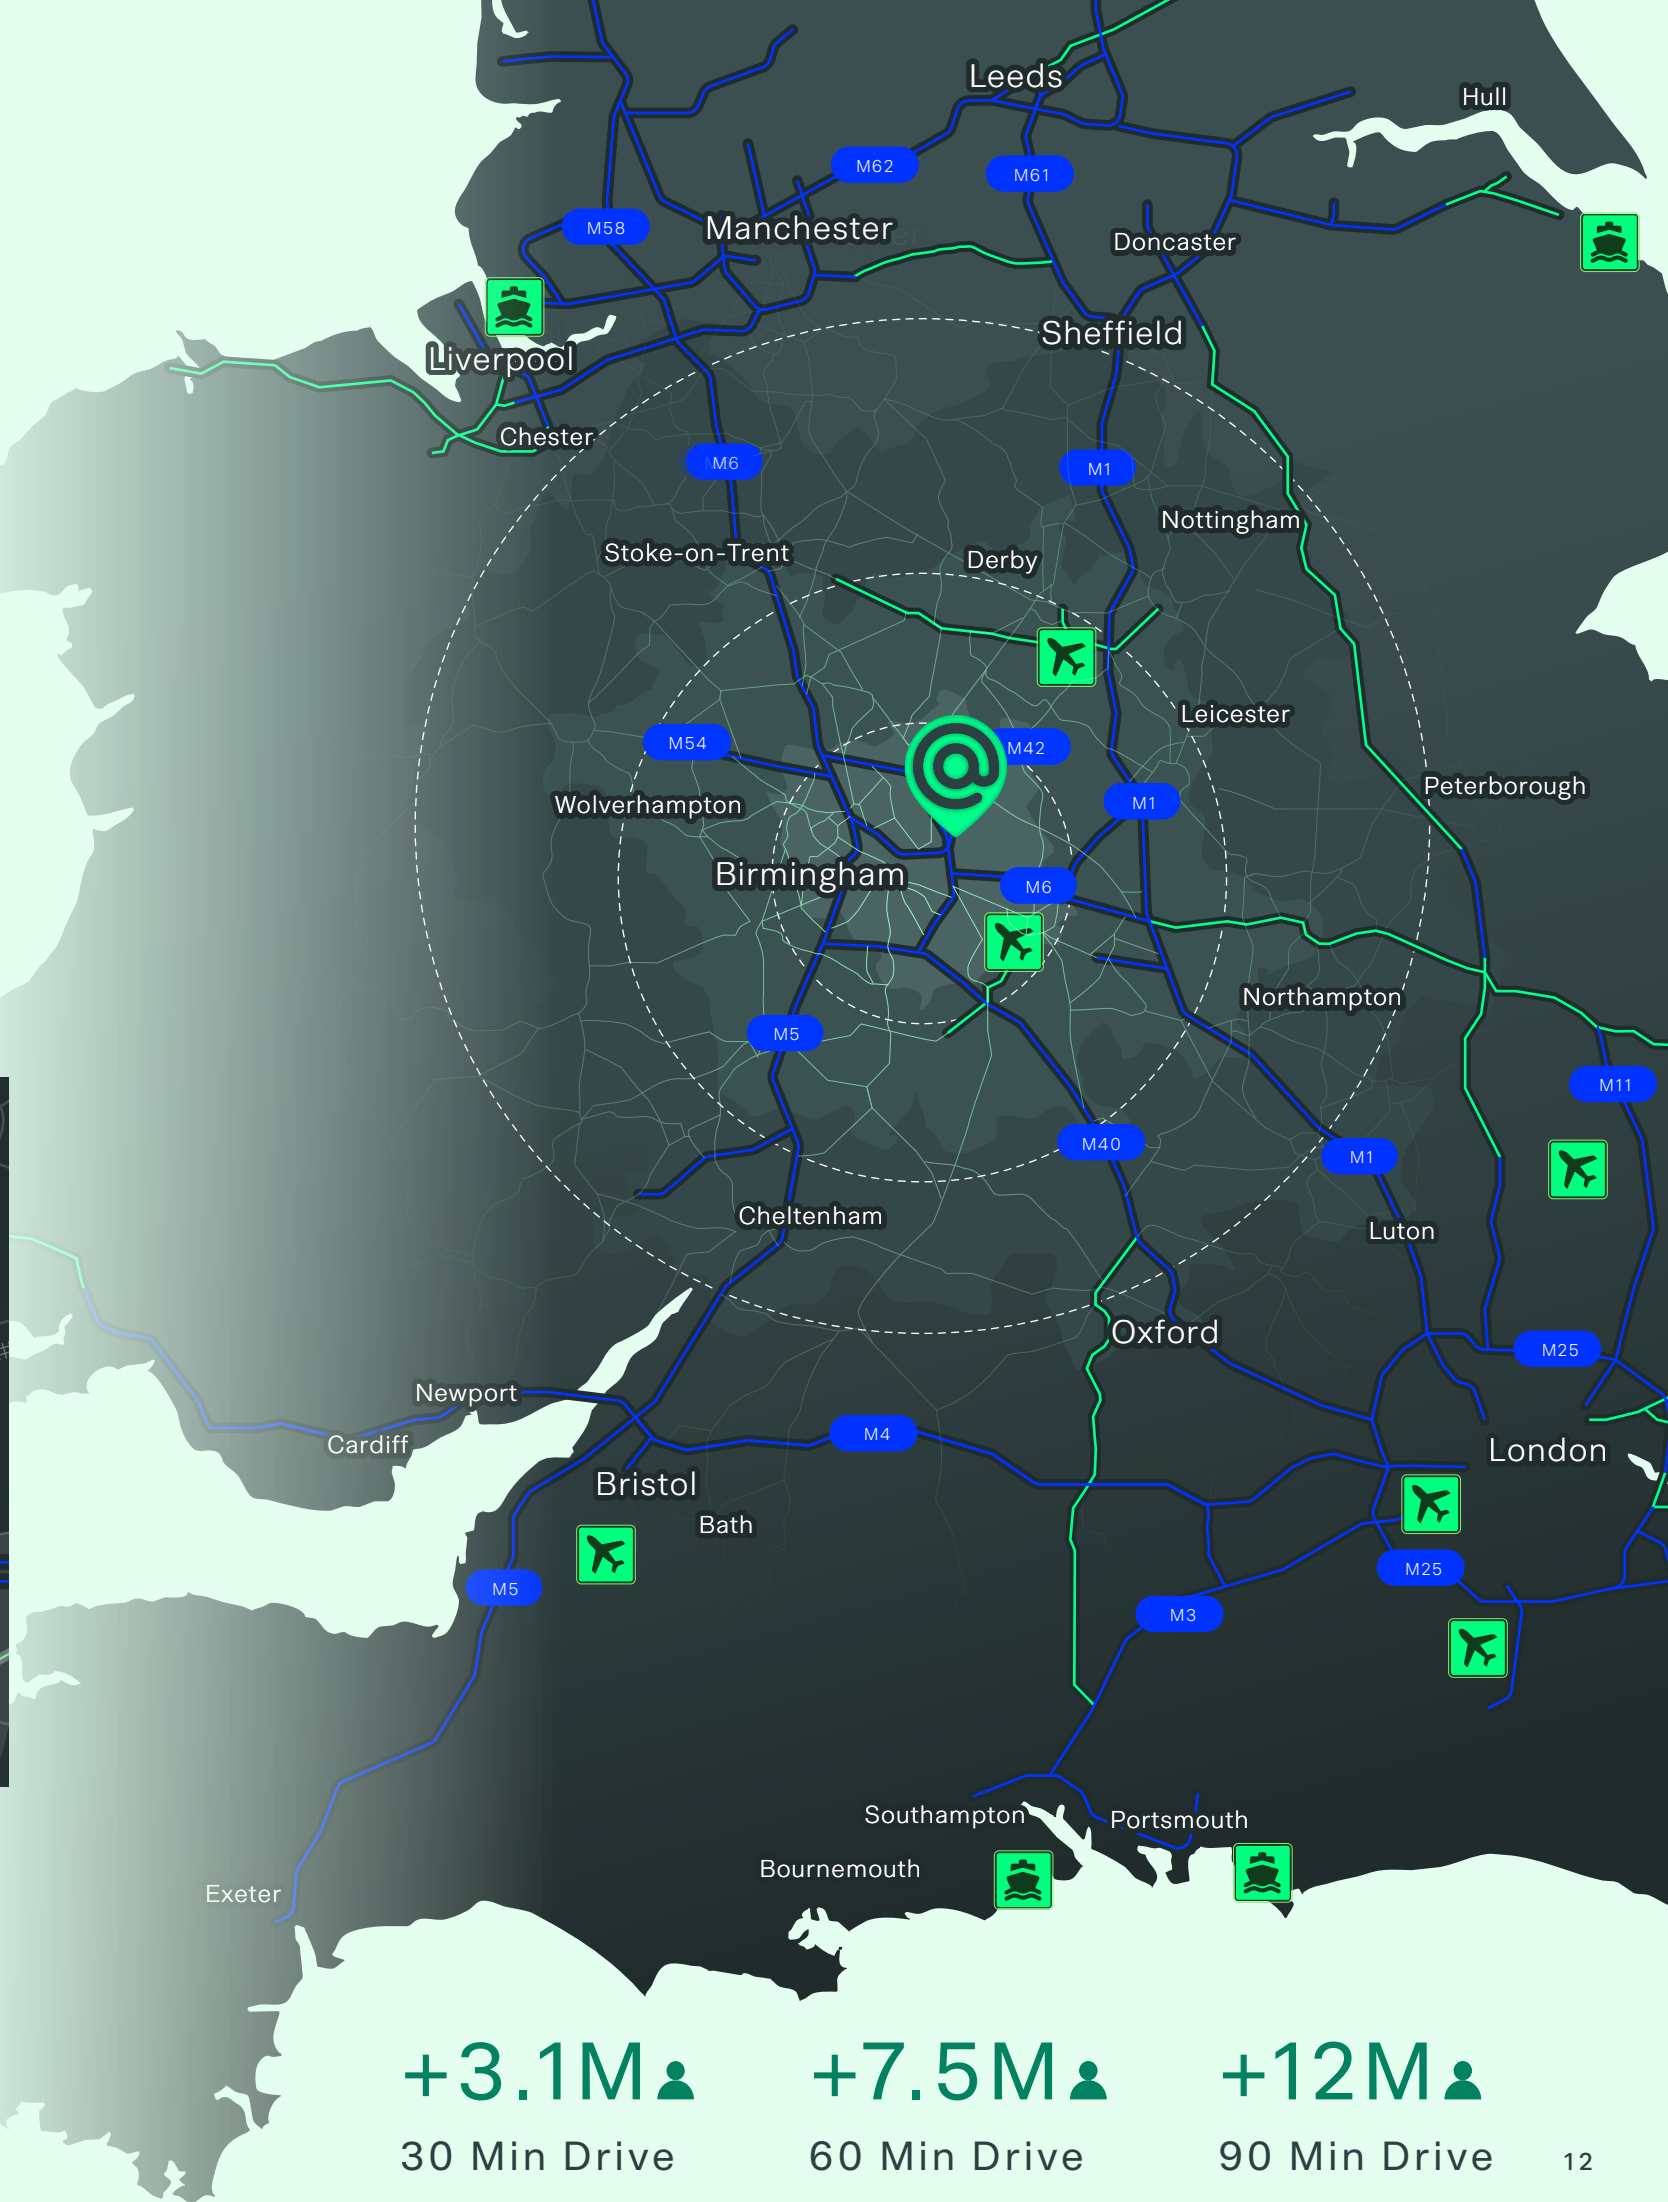 Leeds
Hull
M62
M61
M58
Manchester
Doncaster
Sheffield
Liverpool
Chester
M6
M1
Nottingham
Stoke-on-Trent
Derby
Leicester
M54
M42
Peterborough
Wolverhampton
M1
Birmingham
M6
Northampton
M5
M11
M40
M1
Cheltenham
Luton
Oxford
M25
Newport
Cardiff
M4
London
Bristol
Bath
M25
M5
M3
Southampton
Portsmouth
Bournemouth
Exeter
+3.1M
+7.5M
+12M
30 Min Drive
60 Min Drive
90 Min Drive
12